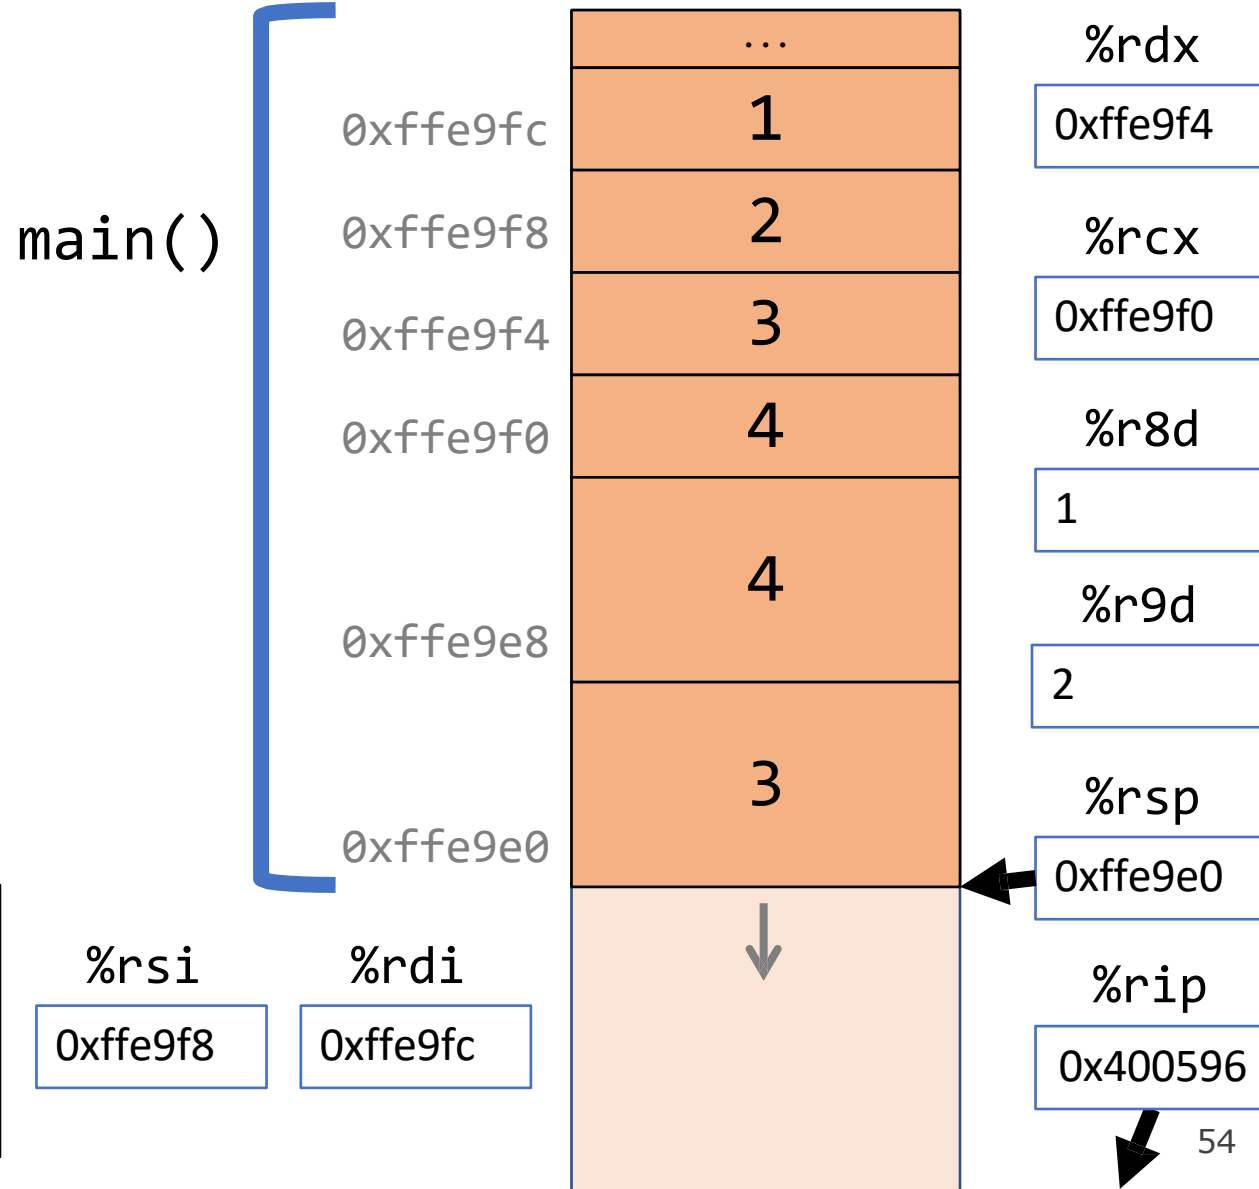 ...
%rdx
1
0xffe9fc
0xffe9f4
main()
2
0xffe9f8
%rcx
3
0xffe9f4
0xffe9f0
4
0xffe9f0
%r8d
1
4
0xffe9e8
%r9d
2
3
0xffe9e0
%rsp
0xffe9e0
%rsi
%rdi
0xffe9f8
0xffe9fc
%rip
0x400596
54